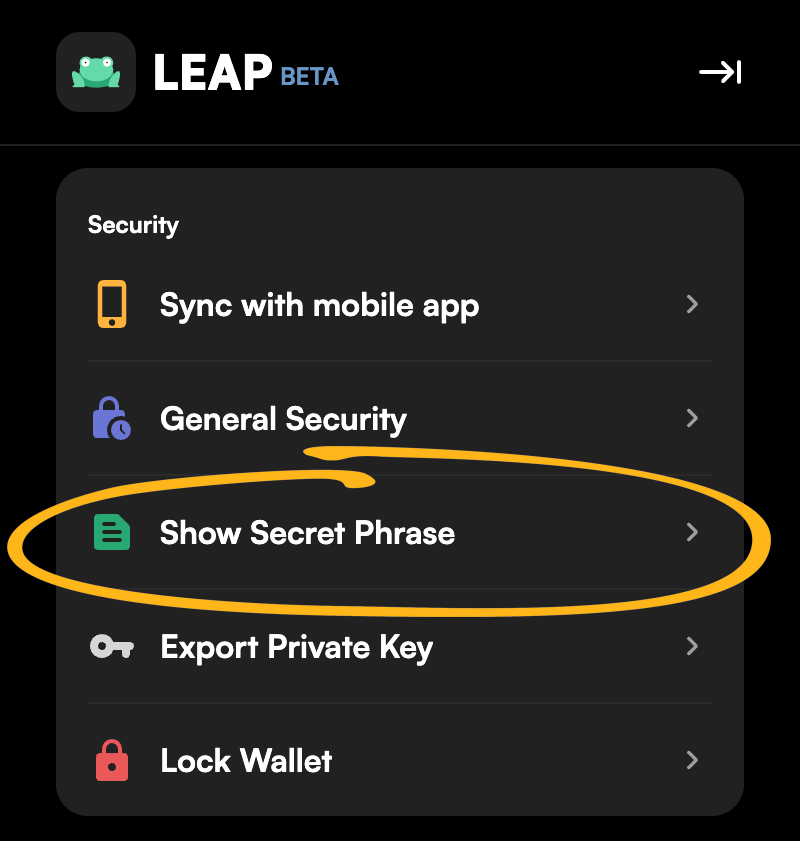 LEAP BETA
Security
Sync with mobile app
General Security
Show Secret Phrase
Export Private Key
Lock Wallet